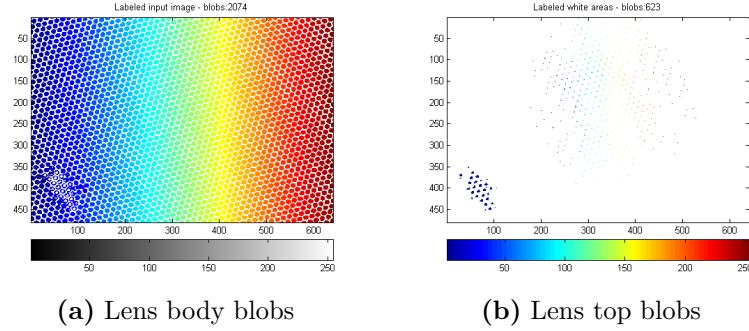 Labeled input image - blobs:2074
50
100
150
200
250
300
350
400
450
100 200 300 400 500 600
50 100 150 200 250
(a) Lens body blobs
Labeled white areas - blobs:623
50
100
150
200
250
300
350
400
450
100 200 300 400 500 600
50 100 150 200 250
(b) Lens top blobs